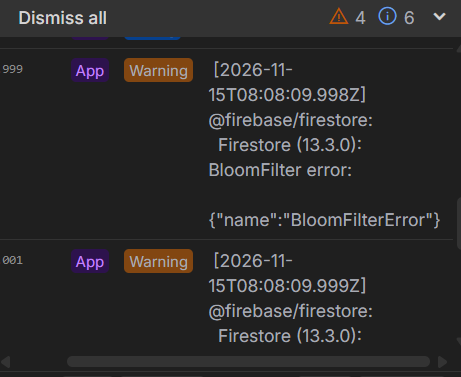 Dismiss all 4 6
999 App Warning [2026-11-
15T08:08:09.998Z]
@firebase/firestore:
Firestore (13.3.0):
BloomFilter error:
{"name":"BloomFilterError"}
001 App Warning [2026-11-
15T08:08:09.999Z]
@firebase/firestore:
Firestore (13.3.0):